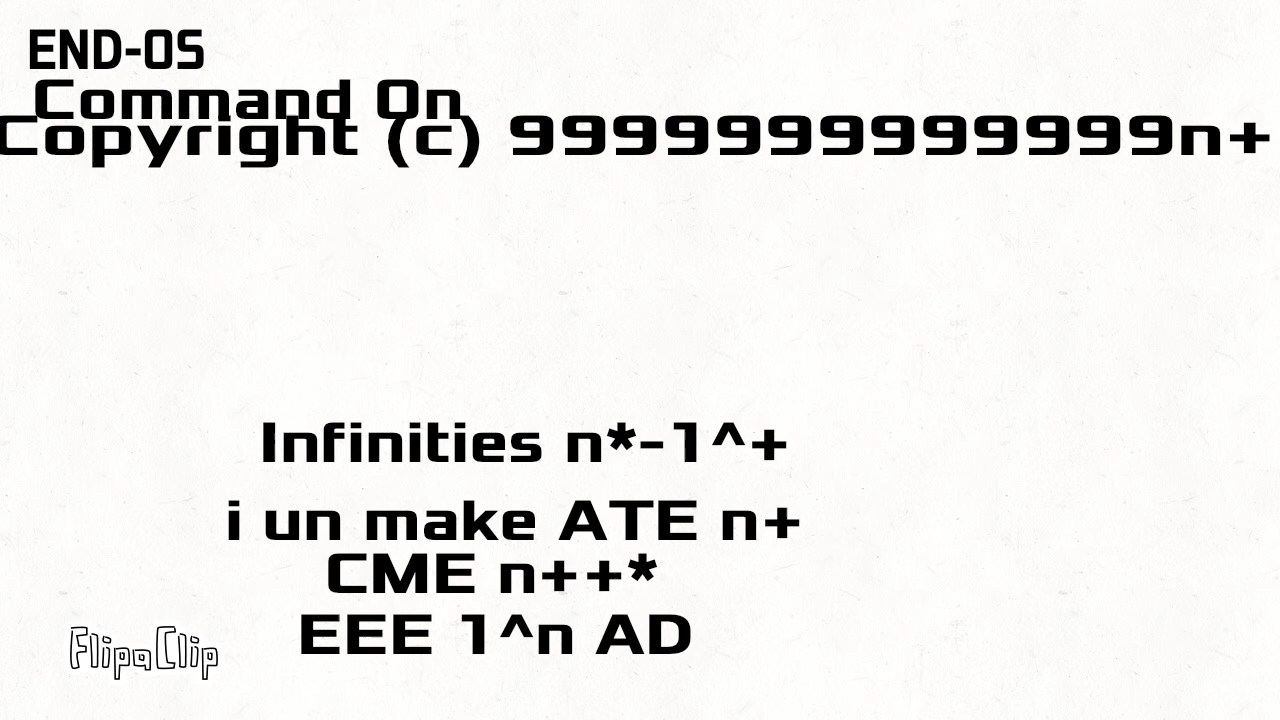 END-OS
Command On
Copyright (c) 9999999999999n+
Infinities n*-1^+
i un make ATE n+
CME n++*
EEE 1^n AD
FlipaClip